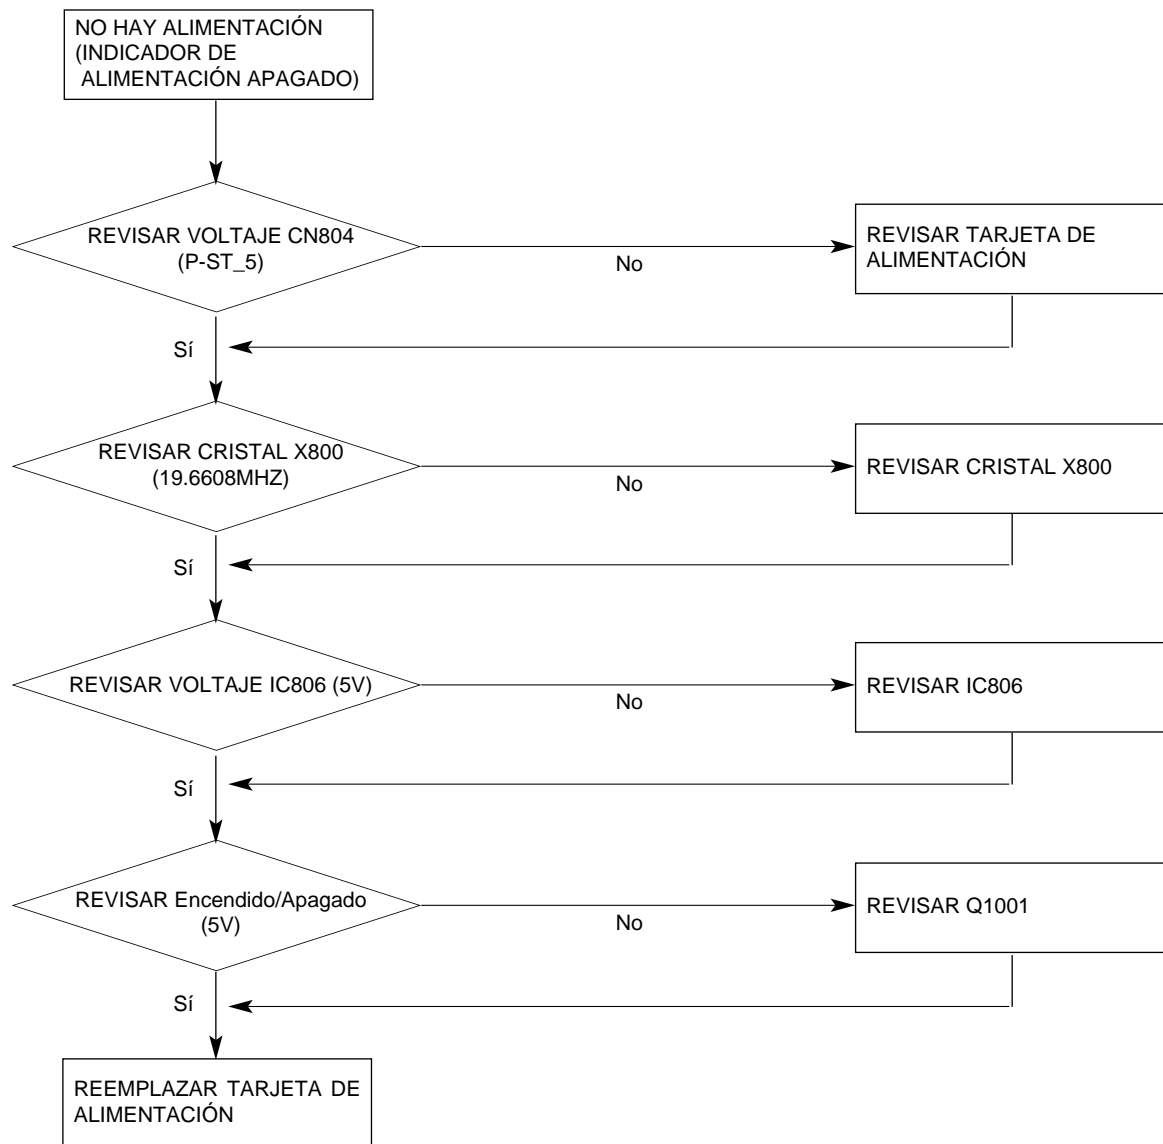 NO HAY ALIMENTACIÓN
(INDICADOR DE
ALIMENTACIÓN APAGADO)
REVISAR VOLTAJE CN804
(P-ST_5)
No
REVISAR TARJETA DE
ALIMENTACIÓN
Sí
REVISAR CRISTAL X800
(19.6608MHZ)
No
REVISAR CRISTAL X800
Sí
REVISAR VOLTAJE IC806 (5V)
No
REVISAR IC806
Sí
REVISAR Encendido/Apagado
(5V)
No
REVISAR Q1001
Sí
REEMPLAZAR TARJETA DE
ALIMENTACIÓN